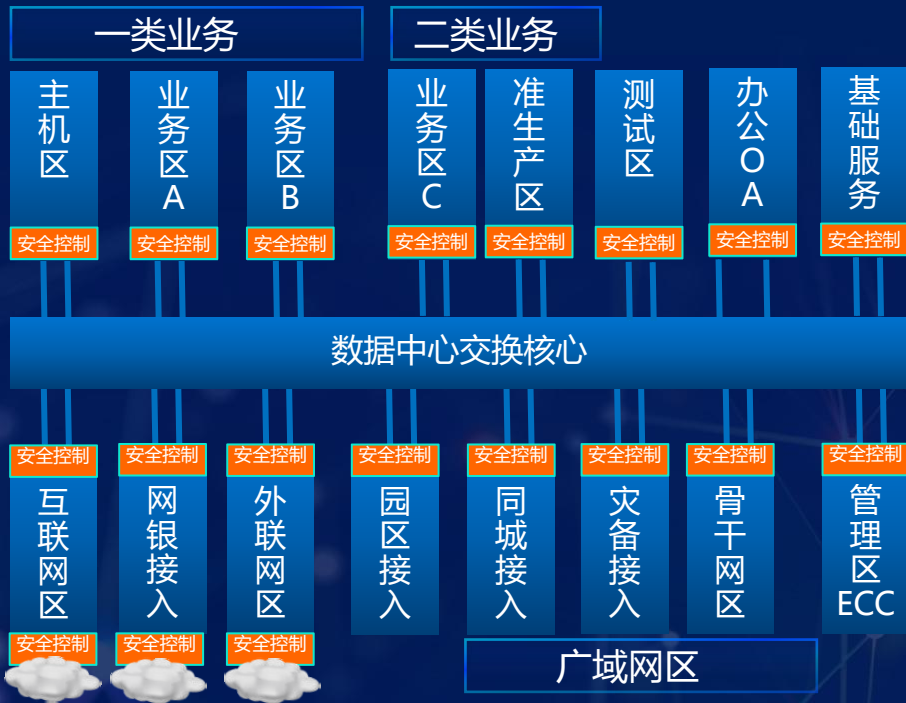 一类业务
二类业务
主机区
业务区A
业务区B
业务区C
准生产区
测试区
办公OA
基础服务
安全控制
安全控制
安全控制
安全控制
安全控制
安全控制
安全控制
安全控制
数据中心交换核心
安全控制
安全控制
安全控制
安全控制
安全控制
安全控制
安全控制
安全控制
互联网区
网银接入
外联网区
园区接入
同城接入
灾备接入
骨干网区
管理区ECC
安全控制
安全控制
安全控制
广域网区